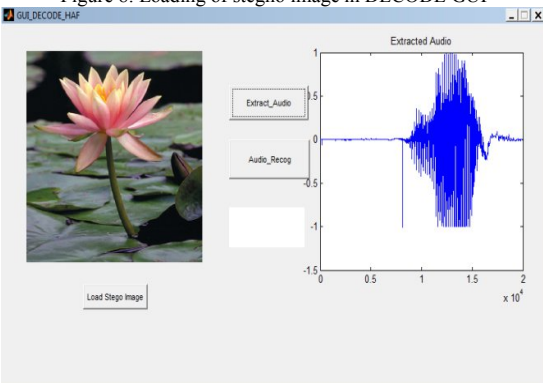 Figure 6: Loading of stegno image in DECODE GUI
GUI_DECODE_HAF
Extracted Audio
Extract_Audio
Audio_Recog
Load Stego Image
1
0.5
0
-0.5
-1
-1.5
0 0.5 1 1.5 2
x 10^4